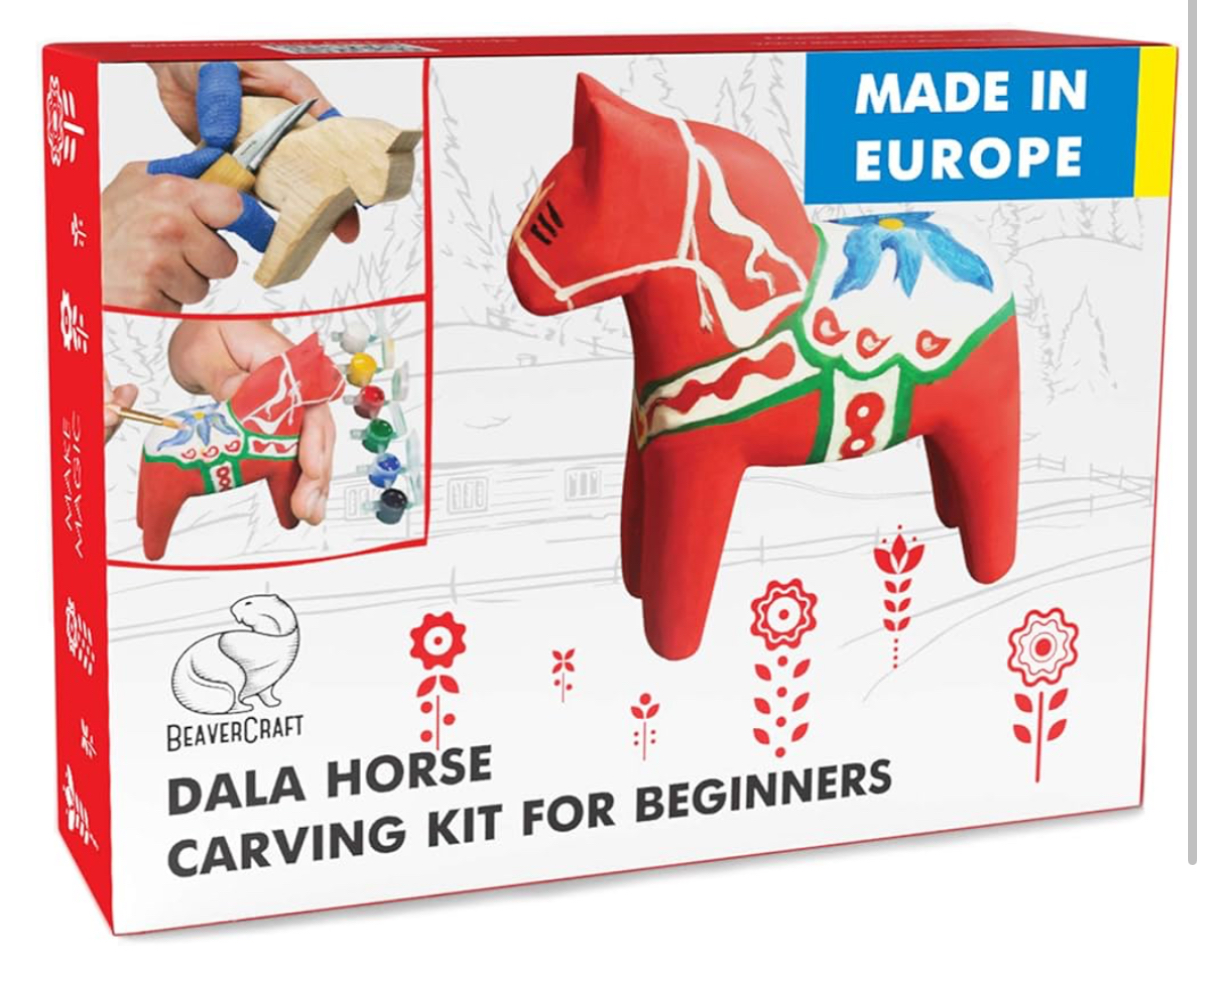 MADE IN
EUROPE
MAKE
MAGIC
BEAVERCRAFT
DALA HORSE
CARVING KIT FOR BEGINNERS